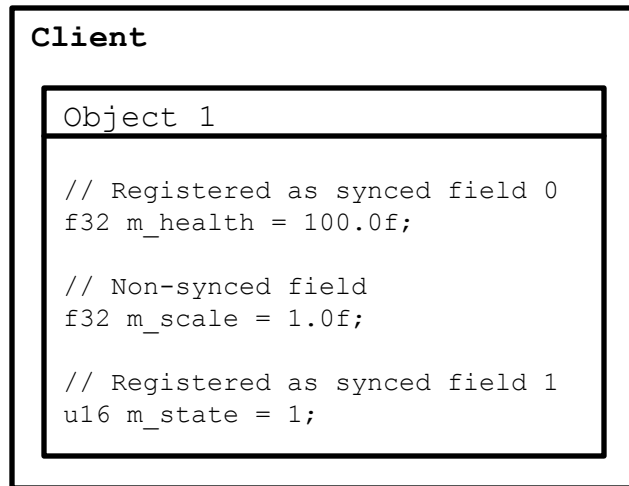 Client
Object 1
// Registered as synced field 0
f32 m_health = 100.0f;
// Non-synced field
f32 m_scale = 1.0f;
// Registered as synced field 1
u16 m_state = 1;